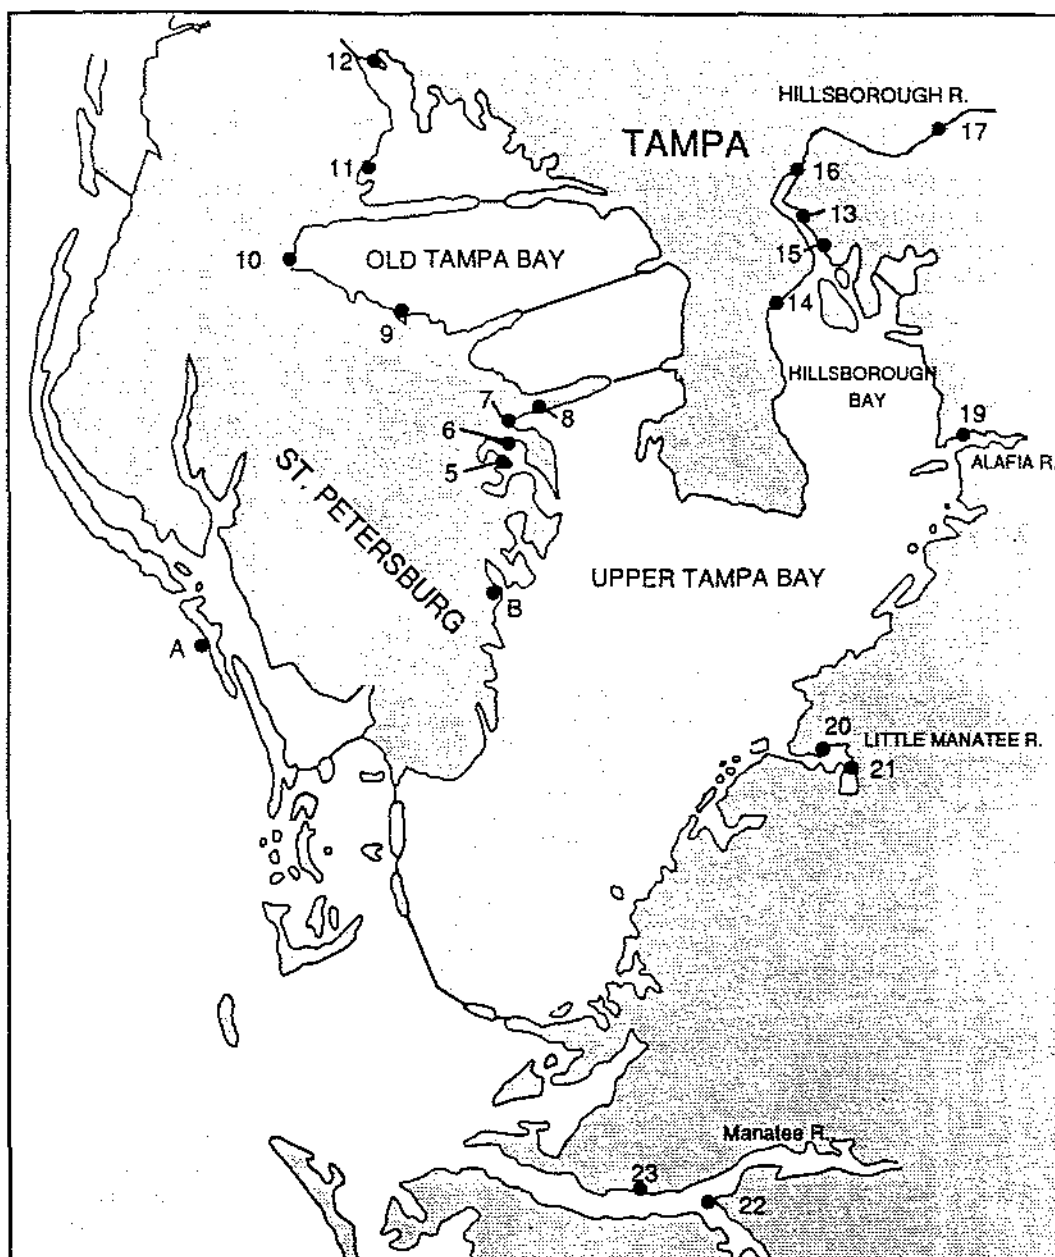 12
HILLSBOROUGH R.
17
TAMPA
11
16
13
15
10
OLD TAMPA BAY
14
9
HILLSBOROUGH
BAY
7
8
6
19
5
ALAFIA R.
ST. PETERSBURG
UPPER TAMPA BAY
B
A
20
LITTLE MANATEE R.
21
Manatee R.
23
22